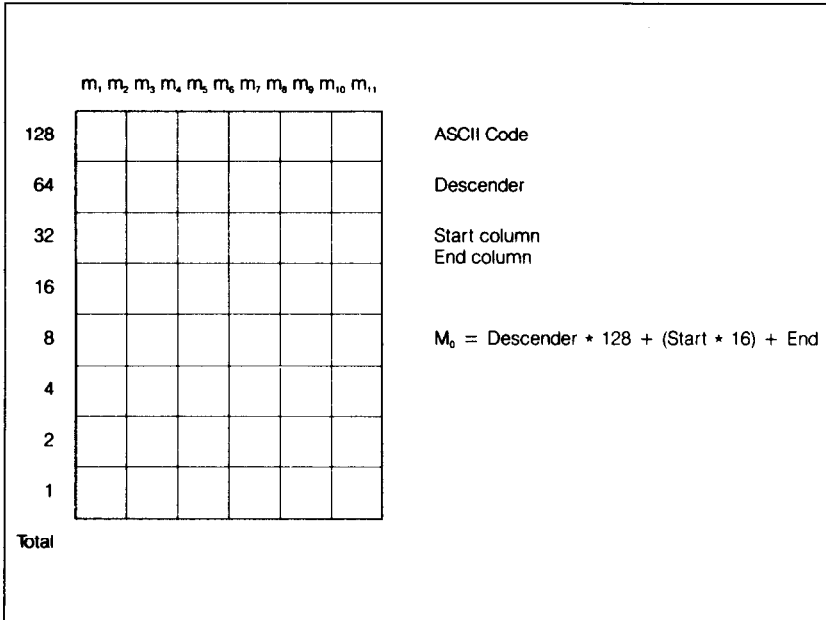 m₁ m₂ m₃ m₄ m₅ m₆ m₇ m₈ m₉ m₁₀ m₁₁
128
ASCII Code
64
Descender
32
Start column
End column
16
8
M₀ = Descender * 128 + (Start * 16) + End
4
2
1
Total